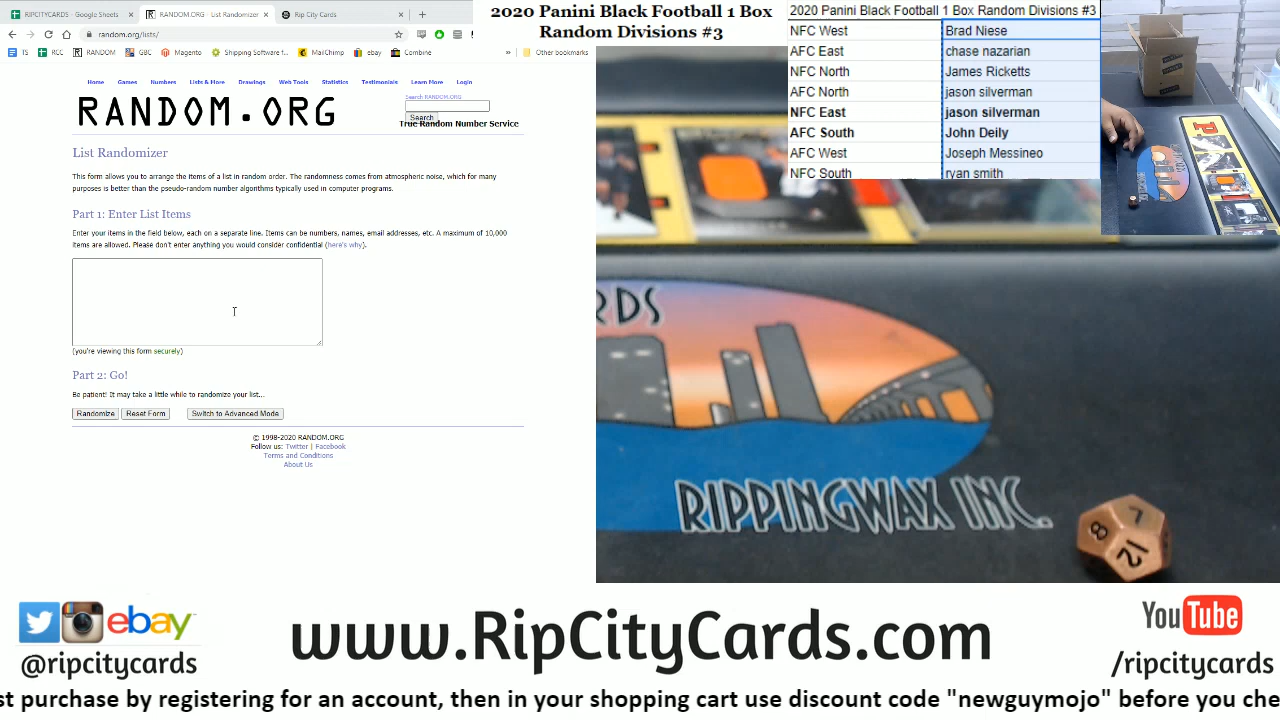 RIPCITYCARDS - Google Sheets
RANDOM.ORG - List Randomizer
Rip City Cards
random.org/lists/
TS
RCC
RANDOM
GBC
Magento
Shipping Software f...
MailChimp
ebay
Combine
Other bookmarks
Home
Games
Numbers
Lists & More
Drawings
Web Tools
Statistics
Testimonials
Learn More
Login
Search RANDOM.ORG
RANDOM.ORG
Search
True Random Number Service
List Randomizer
This form allows you to arrange the items of a list in random order. The randomness comes from atmospheric noise, which for many
purposes is better than the pseudo-random number algorithms typically used in computer programs.
Part 1: Enter List Items
Enter your items in the field below, each on a separate line. Items can be numbers, names, email addresses, etc. A maximum of 10,000
items are allowed. Please don't enter anything you would consider confidential (here's why).
(you're viewing this form securely)
Part 2: Go!
Be patient! It may take a little while to randomize your list...
Randomize
Reset Form
Switch to Advanced Mode
© 1998-2020 RANDOM.ORG
Follow us: Twitter | Facebook
Terms and Conditions
About Us
2020 Panini Black Football 1 Box
Random Divisions #3
2020 Panini Black Football 1 Box Random Divisions #3
NFC West Brad Niese
AFC East chase nazarian
NFC North James Ricketts
AFC North jason silverman
NFC East jason silverman
AFC South John Deily
AFC West Joseph Messineo
NFC South ryan smith
RDS
RIPPINGWAX INC.
7
8
12
ebay
@ripcitycards
www.RipCityCards.com
YouTube
/ripcitycards
st purchase by registering for an account, then in your shopping cart use discount code "newguymojo" before you che